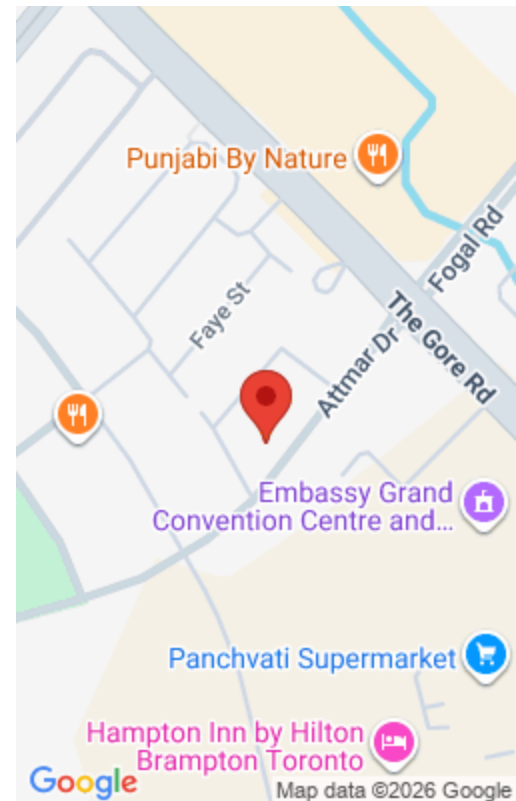 Punjabi By Nature
Fogal Rd
The Gore Rd
Faye St
Attmar Dr
Embassy Grand
Convention Centre and...
Panchvati Supermarket
Hampton Inn by Hilton
Brampton Toronto
Google
Map data ©2026 Google